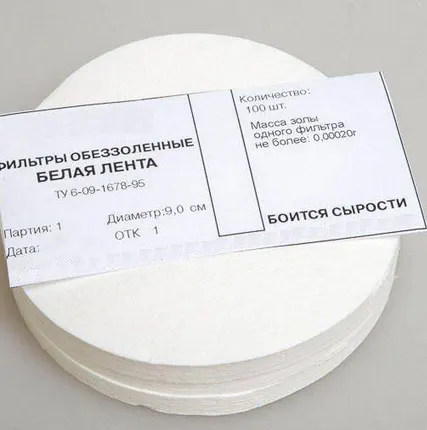 ФИЛЬТРЫ ОБЕЗЗОЛЕННЫЕ
БЕЛАЯ ЛЕНТА
ТУ 6-09-1678-95
Партия: 1
Диаметр:9,0 см
Дата:
ОТК 1
Количество:
100 шт.
Масса золы
одного фильтра
не более: 0,00020г
БОИТСЯ СЫРОСТИ